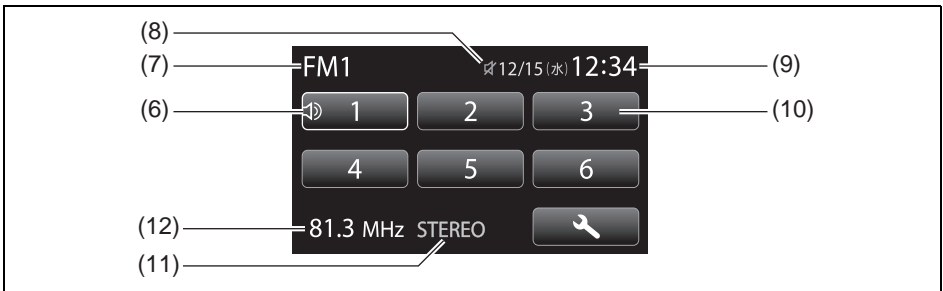 (8)
(7) FM1 12/15(水) 12:34 (9)
(6) 1 2 3 (10)
4 5 6
(12) 81.3 MHz STEREO
(11)